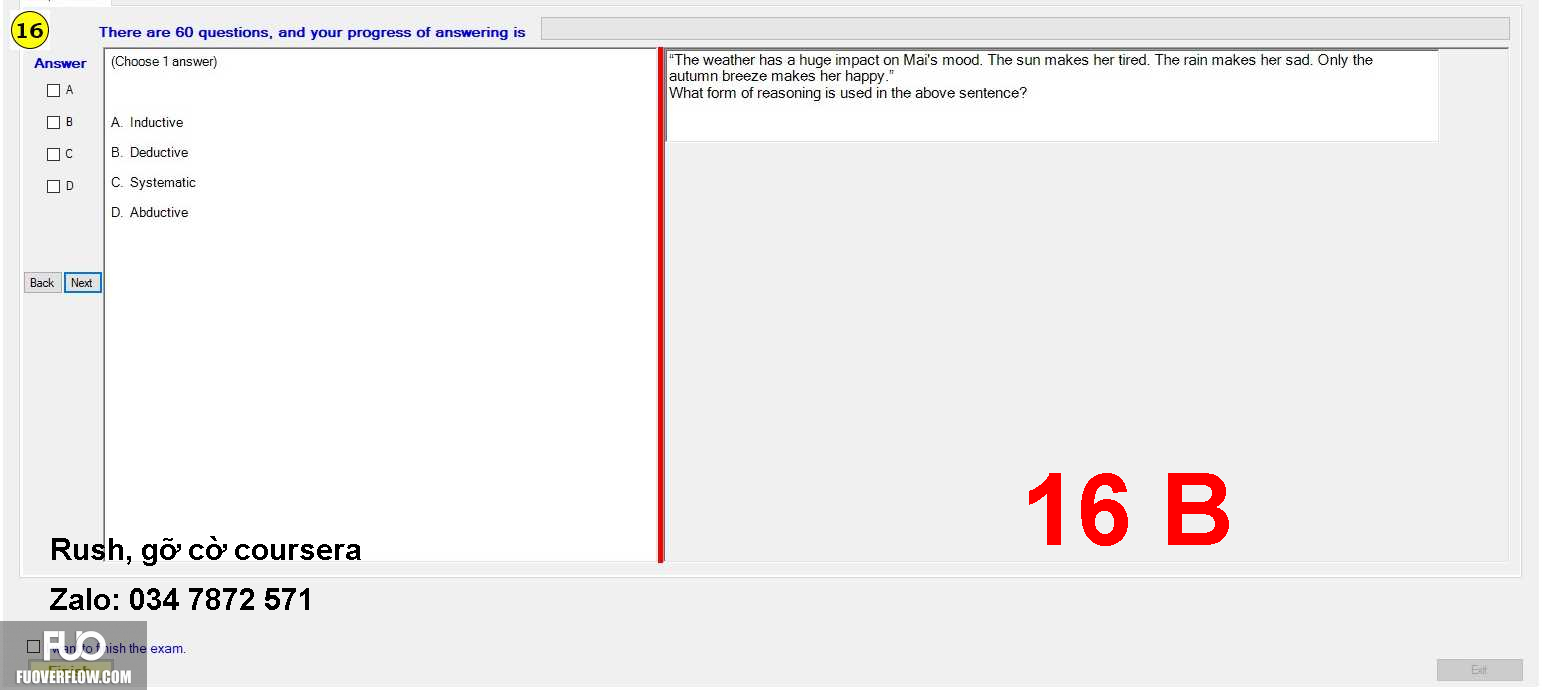 16
There are 60 questions, and your progress of answering is
Answer
A
B
C
D
Back
Next
(Choose 1 answer)
A. Inductive
B. Deductive
C. Systematic
D. Abductive
“The weather has a huge impact on Mai's mood. The sun makes her tired. The rain makes her sad. Only the
autumn breeze makes her happy.”
What form of reasoning is used in the above sentence?
16 B
Rush, gỡ cờ coursera
Zalo: 034 7872 571
want to finish the exam.
Finish
FUO
FUOVERFLOW.COM
Exit